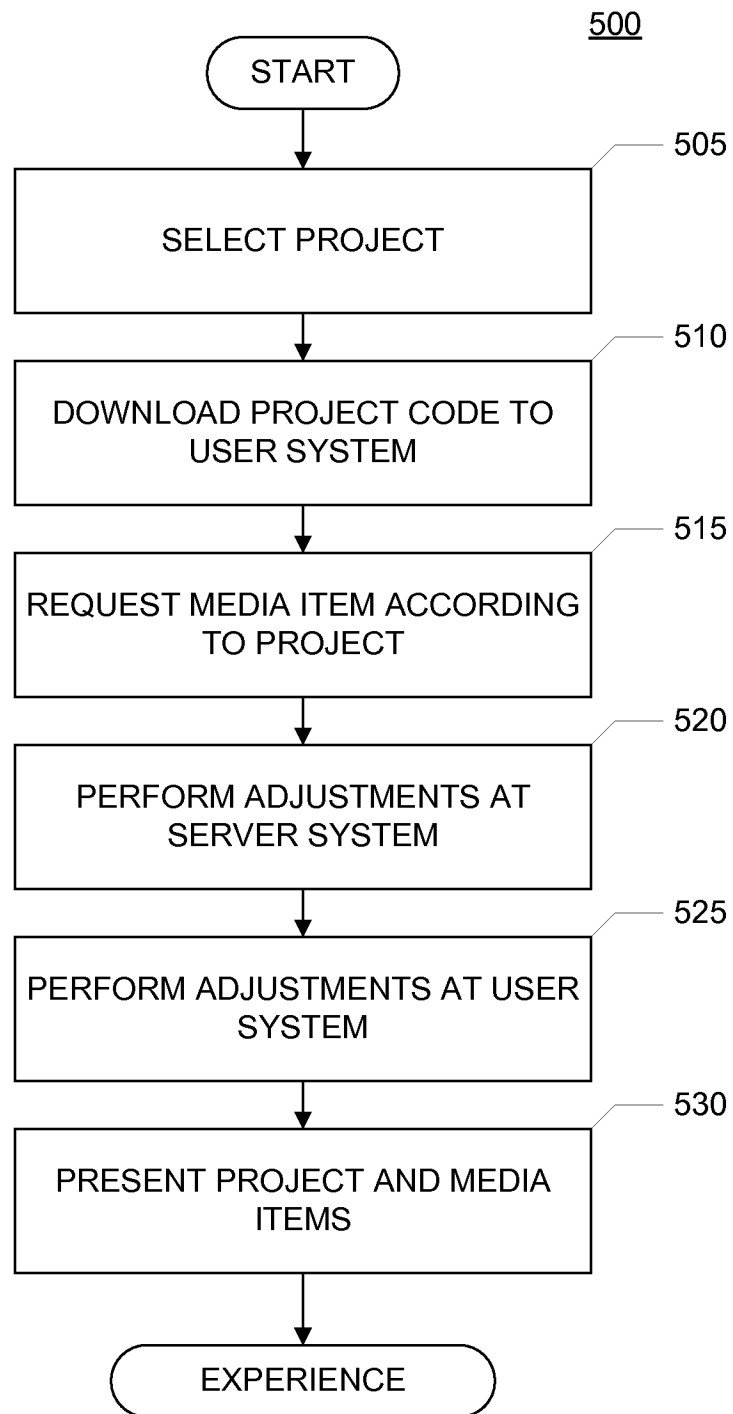 500
START
505
SELECT PROJECT
510
DOWNLOAD PROJECT CODE TO
USER SYSTEM
515
REQUEST MEDIA ITEM ACCORDING
TO PROJECT
520
PERFORM ADJUSTMENTS AT
SERVER SYSTEM
525
PERFORM ADJUSTMENTS AT USER
SYSTEM
530
PRESENT PROJECT AND MEDIA
ITEMS
EXPERIENCE